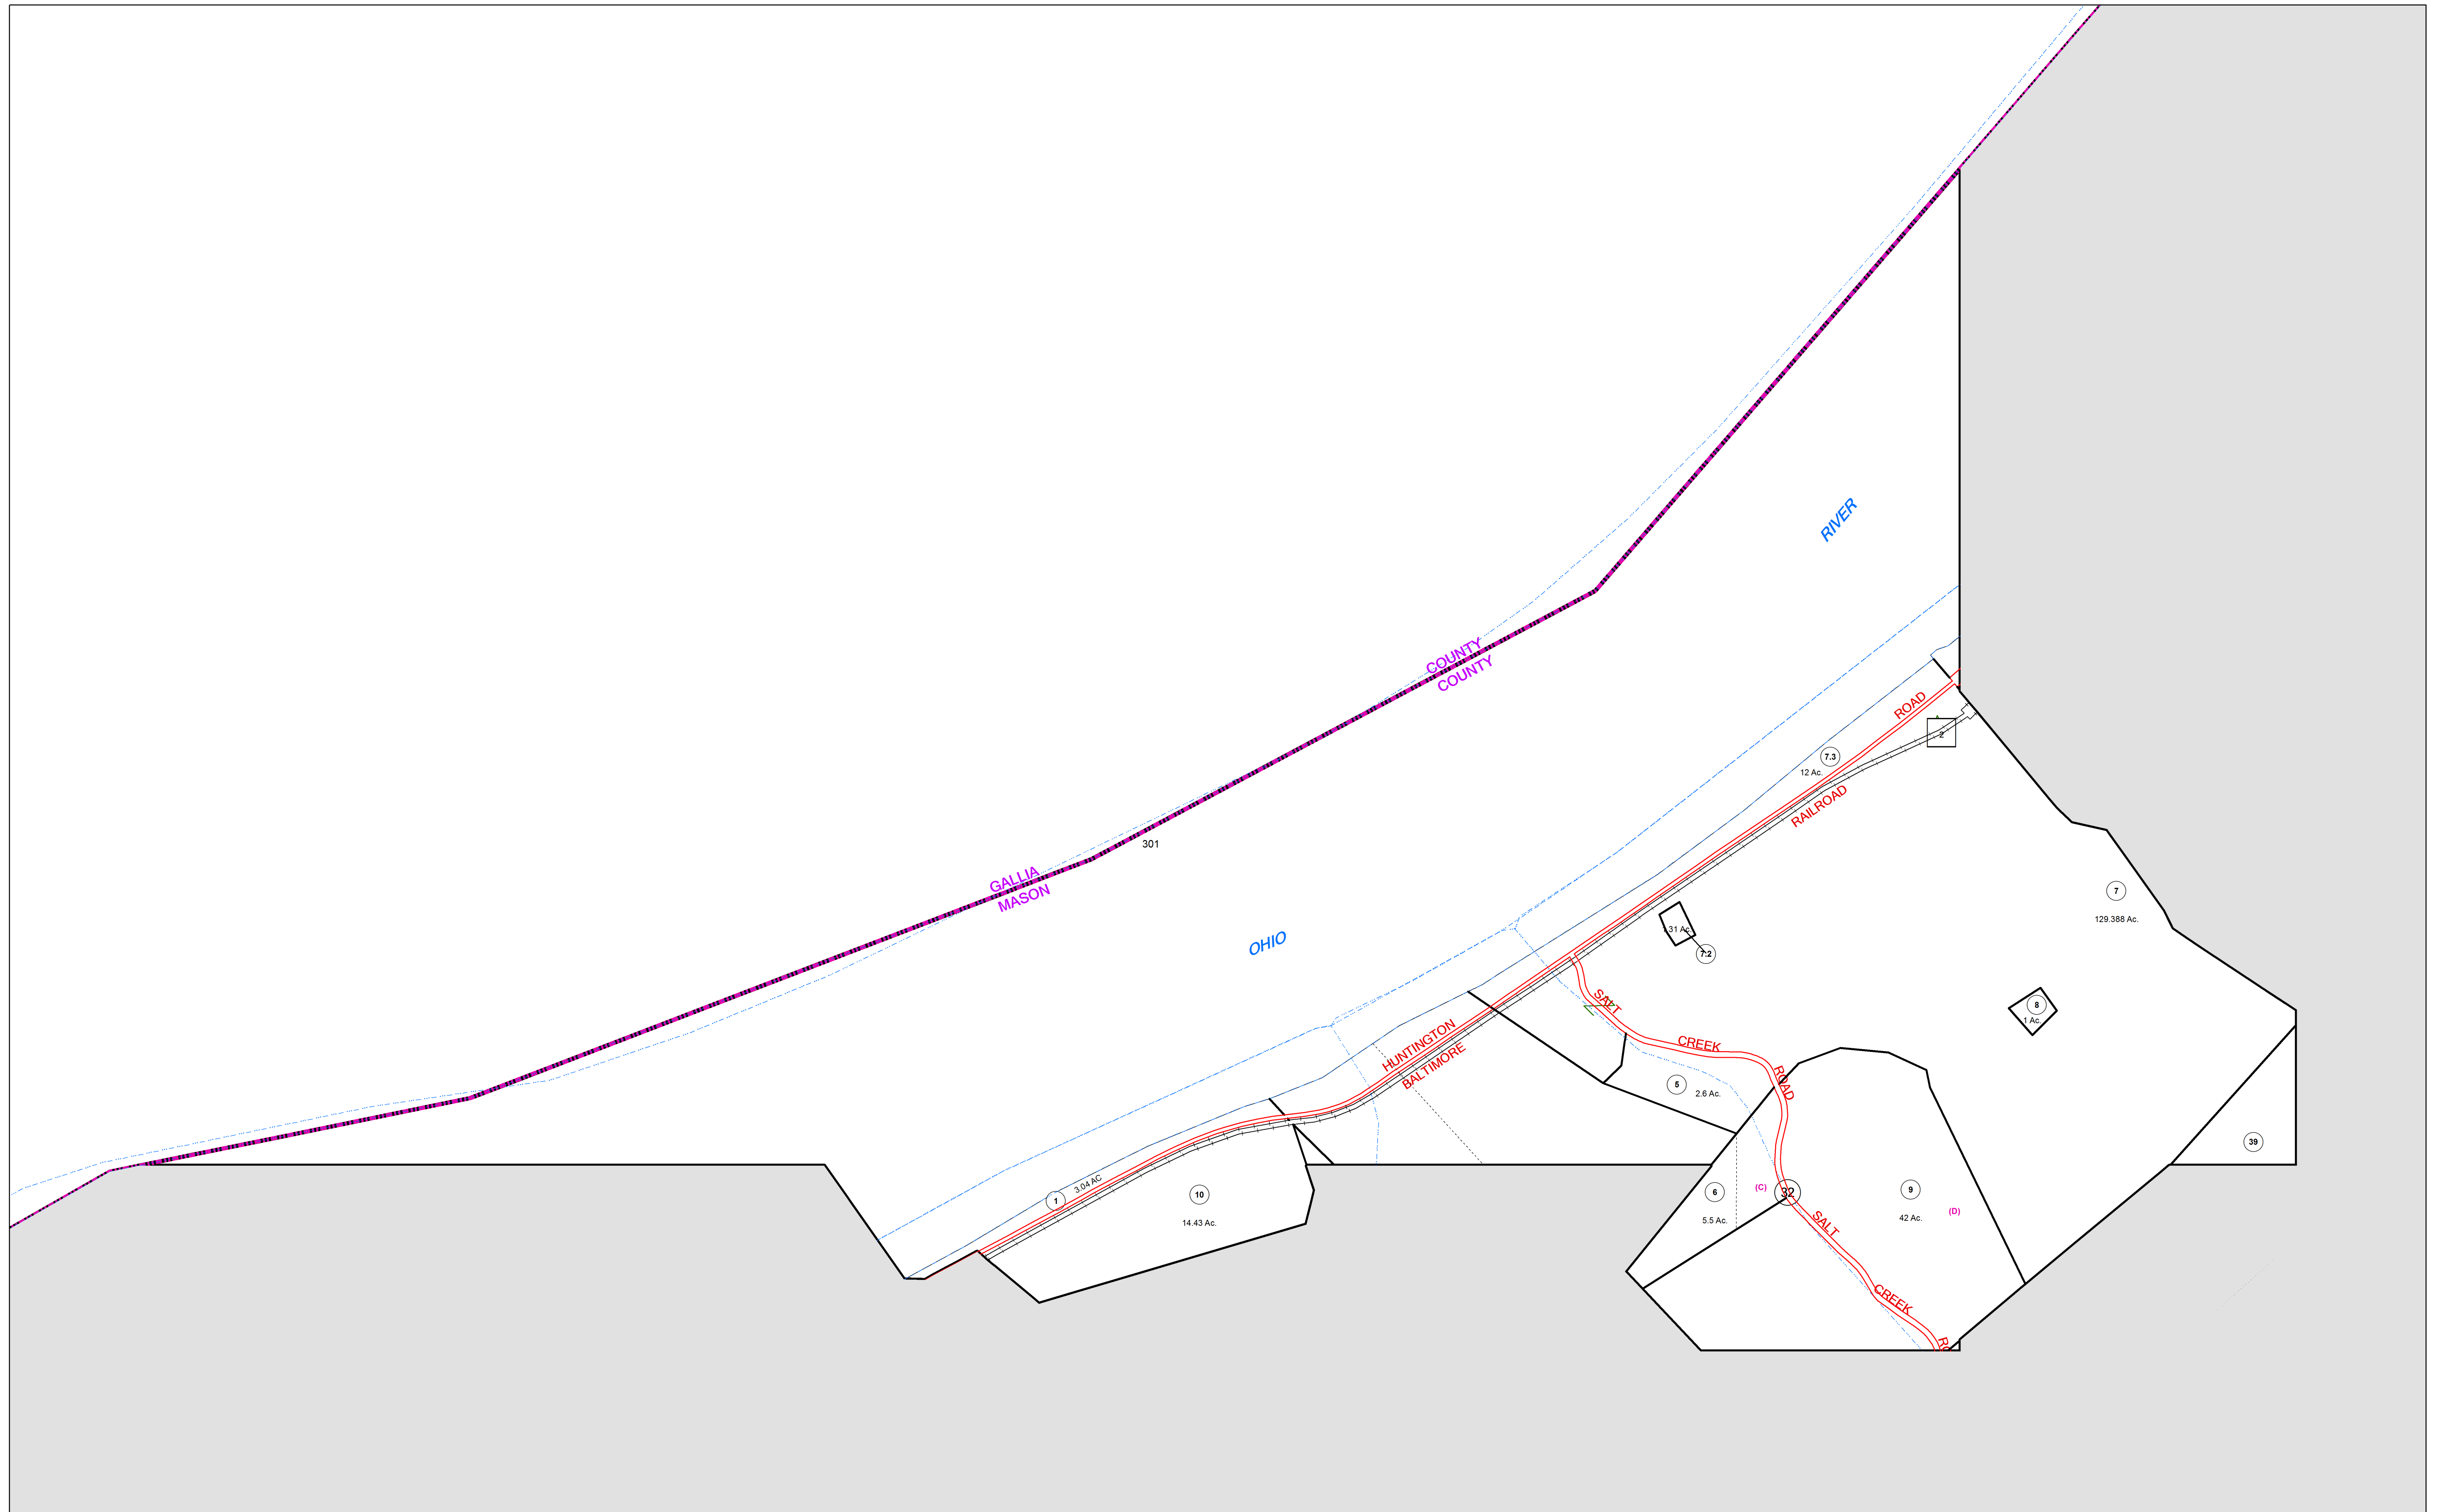 RIVER
COUNTY
COUNTY
ROAD
2
7.3
12 Ac.
RAILROAD
301
GALLIA
MASON
OHIO
7
129.388 Ac.
.31 Ac.
7.2
SALT
8
1 Ac.
HUNTINGTON
BALTIMORE
CREEK
ROAD
5
2.6 Ac.
39
1
3.04 AC
10
14.43 Ac.
6
(C)
32
9
5.5 Ac.
42 Ac.
(D)
SALT
CREEK